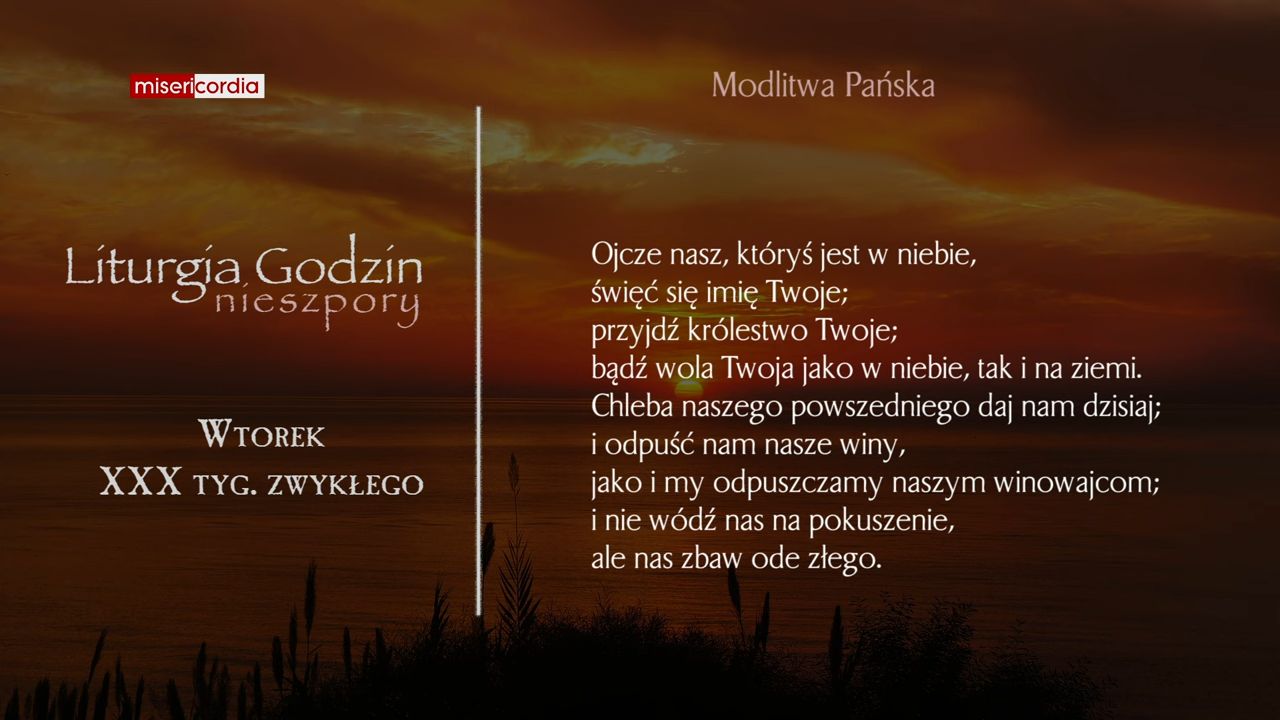 misericordia
Liturgia Godzin
nieszpory
Wtorek
XXX tyg. zwykłego
Modlitwa Pańska
Ojcze nasz, któryś jest w niebie,
święć się imię Twoje;
przyjdź królestwo Twoje;
bądź wola Twoja jako w niebie, tak i na ziemi.
Chleba naszego powszedniego daj nam dzisiaj;
i odpuść nam nasze winy,
jako i my odpuszczamy naszym winowajcom;
i nie wódź nas na pokuszenie,
ale nas zbaw ode złego.